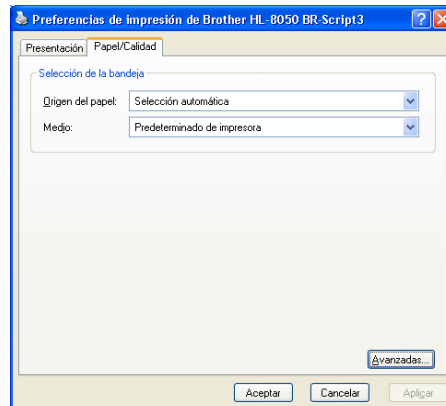 Preferencias de impresión de Brother HL-8050 BR-Script3
Presentación Papel/Calidad
Selección de la bandeja
Origen del papel: Selección automática
Medio: Predeterminado de impresora
Avanzadas...
Aceptar Cancelar Aplicar